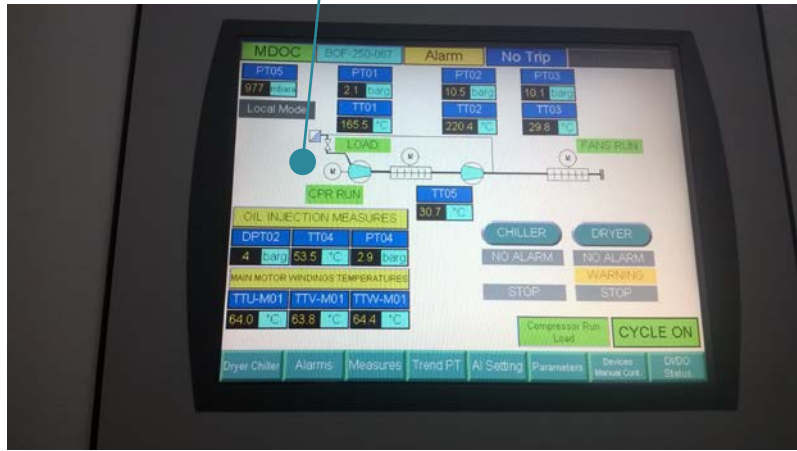 MDOC BOF-250-067 Alarm No Trip
PT05 PT01 PT02 PT03
977 mbara 2.1 barg 10.5 barg 10.1 barg
Local Mode TT01 TT02 TT03
165.5 °C 220.4 °C 29.8 °C
LOAD FANS RUN
M M
M
CPR RUN TT05
30.7 °C
OIL INJECTION MEASURES
DPT02 TT04 PT04 CHILLER DRYER
4 barg 53.5 °C 2.9 barg NO ALARM NO ALARM
MAIN MOTOR WINDINGS TEMPERATURES WARNING
TTU-M01 TTV-M01 TTW-M01 STOP STOP
64.0 °C 63.8 °C 64.4 °C
Compressor Run
Load
CYCLE ON
Dryer Chiller Alarms Measures Trend PT AI Setting Parameters Devices Manual Cont. DI/DO Status